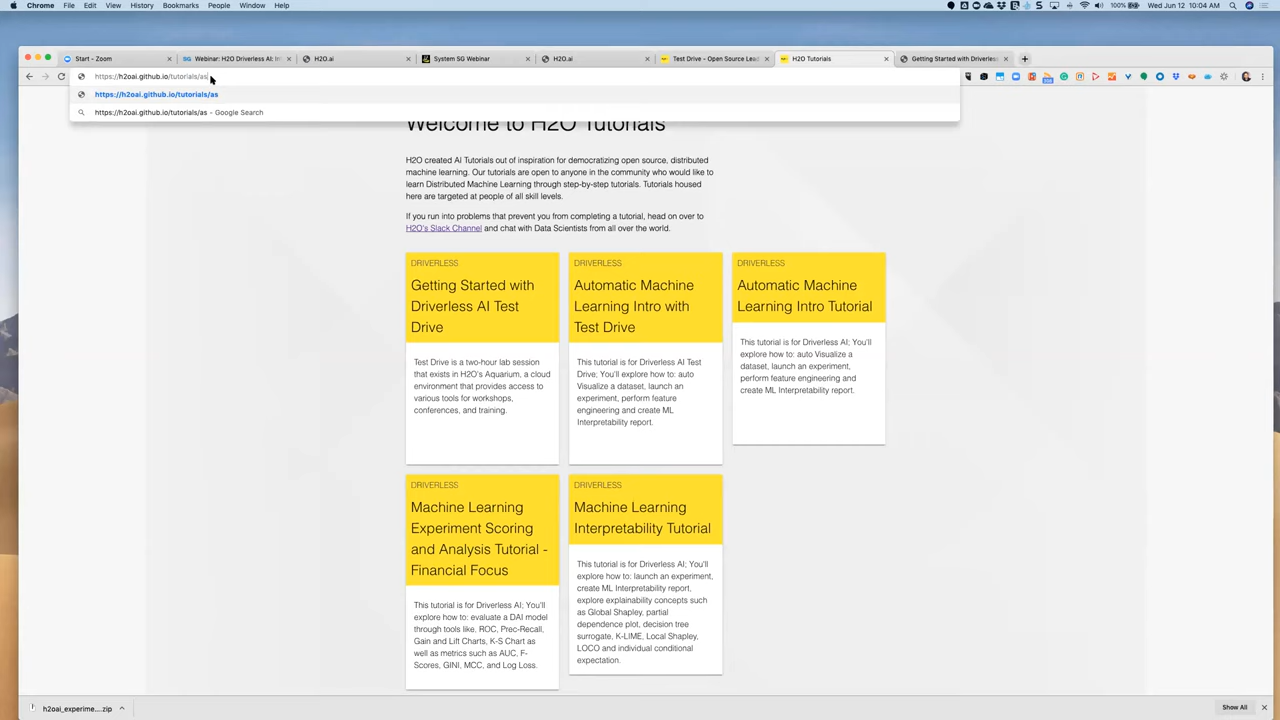 Chrome File Edit View History Bookmarks People Window Help
100% Wed Jun 12 10:04 AM
Start - Zoom
Webinar: H2O Driverless AI: In
H2O.ai
System SG Webinar
H2O.ai
Test Drive - Open Source Lead
H2O Tutorials
Getting Started with Driverless
https://h2oai.github.io/tutorials/as
https://h2oai.github.io/tutorials/as
https://h2oai.github.io/tutorials/as - Google Search
Welcome to H2O Tutorials
H2O created AI Tutorials out of inspiration for democratizing open source, distributed
machine learning. Our tutorials are open to anyone in the community who would like to
learn Distributed Machine Learning through step-by-step tutorials. Tutorials housed
here are targeted at people of all skill levels.
If you run into problems that prevent you from completing a tutorial, head on over to
H2O's Slack Channel and chat with Data Scientists from all over the world.
DRIVERLESS
Getting Started with
Driverless AI Test
Drive
Test Drive is a two-hour lab session
that exists in H2O's Aquarium, a cloud
environment that provides access to
various tools for workshops,
conferences, and training.
DRIVERLESS
Automatic Machine
Learning Intro with
Test Drive
This tutorial is for Driverless AI Test
Drive; You'll explore how to: auto
Visualize a dataset, launch an
experiment, perform feature
engineering and create ML
Interpretability report.
DRIVERLESS
Automatic Machine
Learning Intro Tutorial
This tutorial is for Driverless AI; You'll
explore how to: auto Visualize a
dataset, launch an experiment,
perform feature engineering and
create ML Interpretability report.
DRIVERLESS
Machine Learning
Experiment Scoring
and Analysis Tutorial -
Financial Focus
This tutorial is for Driverless AI; You'll
explore how to: evaluate a DAI model
through tools like, ROC, Prec-Recall,
Gain and Lift Charts, K-S Chart as
well as metrics such as AUC, F-
Scores, GINI, MCC, and Log Loss.
DRIVERLESS
Machine Learning
Interpretability Tutorial
This tutorial is for Driverless AI; You'll
explore how to: launch an experiment,
create ML Interpretability report,
explore explainability concepts such
as Global Shapley, partial
dependence plot, decision tree
surrogate, K-LIME, Local Shapley,
LOCO and individual conditional
expectation.
h2oai_experime....zip
Show All